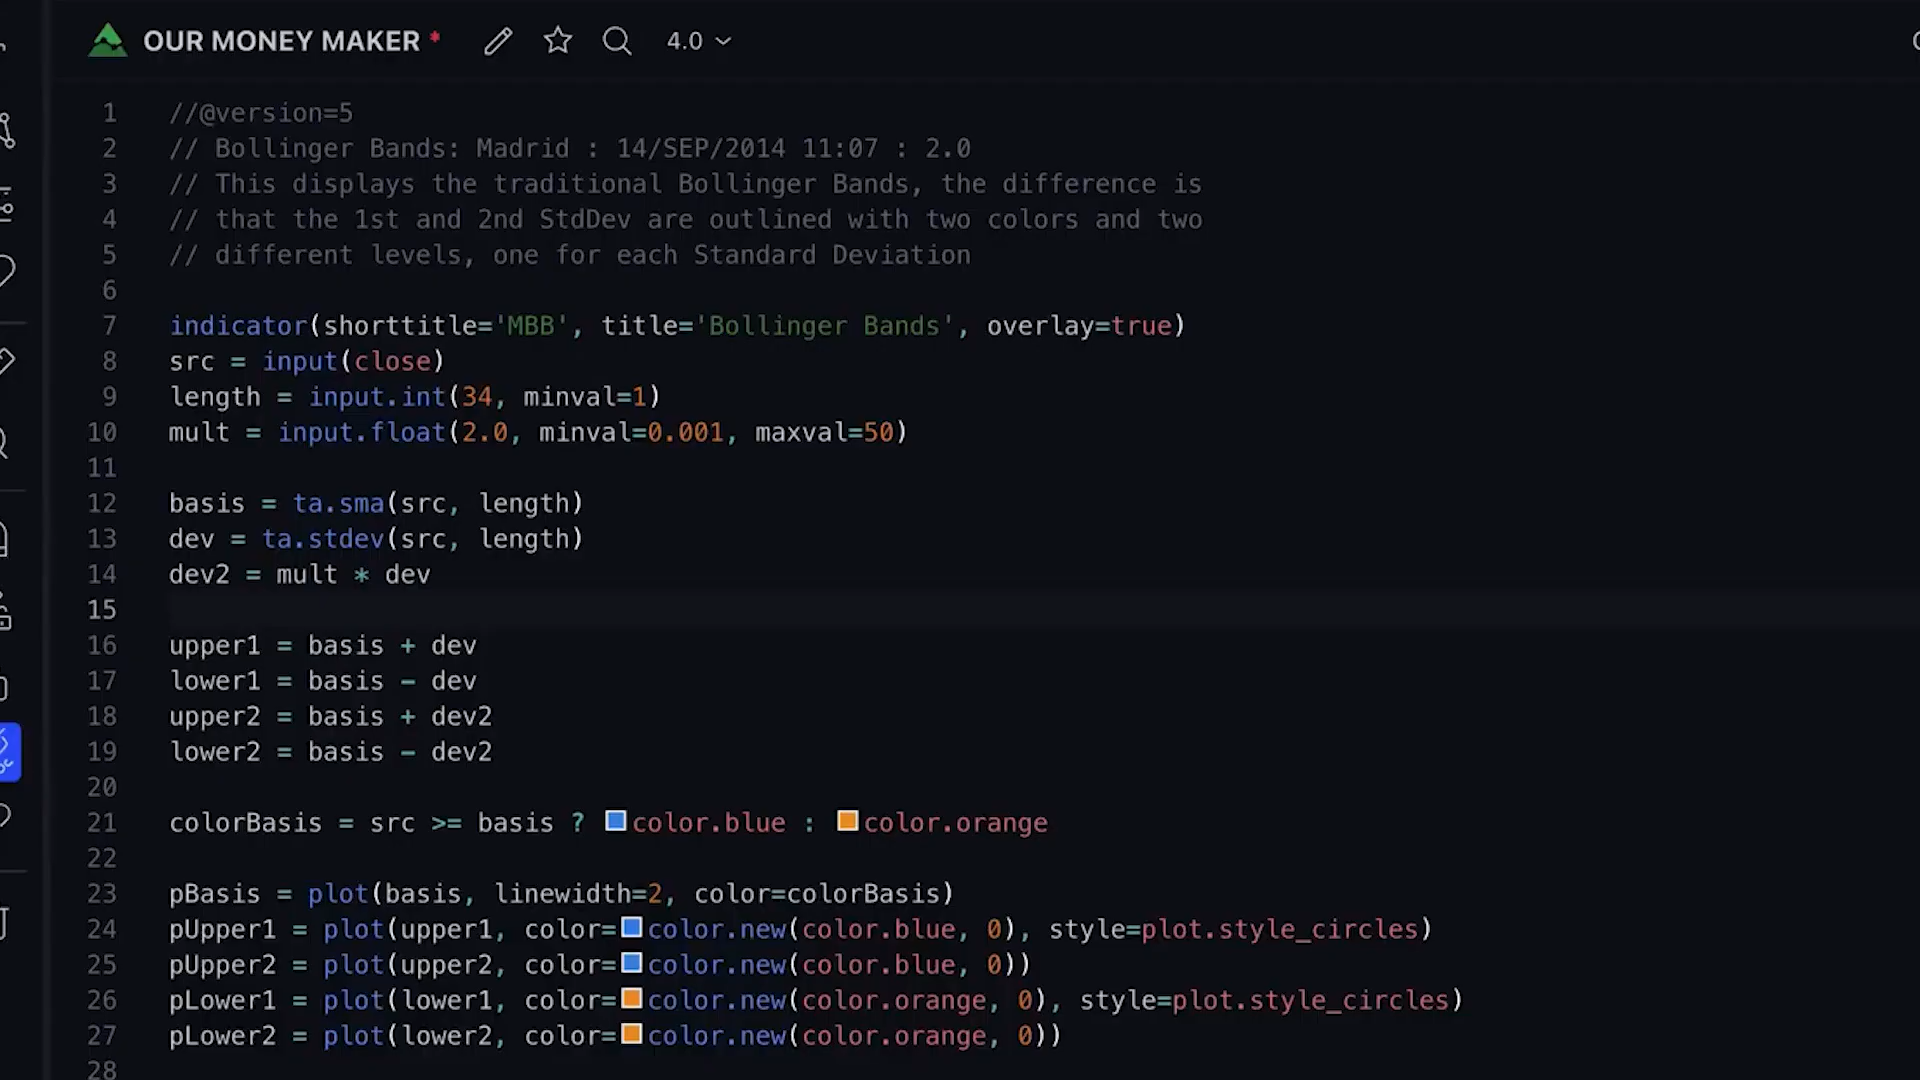 OUR MONEY MAKER * 4.0
1 //@version=5
2 // Bollinger Bands: Madrid : 14/SEP/2014 11:07 : 2.0
3 // This displays the traditional Bollinger Bands, the difference is
4 // that the 1st and 2nd StdDev are outlined with two colors and two
5 // different levels, one for each Standard Deviation
6
7 indicator(shorttitle='MBB', title='Bollinger Bands', overlay=true)
8 src = input(close)
9 length = input.int(34, minval=1)
10 mult = input.float(2.0, minval=0.001, maxval=50)
11
12 basis = ta.sma(src, length)
13 dev = ta.stdev(src, length)
14 dev2 = mult * dev
15
16 upper1 = basis + dev
17 lower1 = basis - dev
18 upper2 = basis + dev2
19 lower2 = basis - dev2
20
21 colorBasis = src >= basis ? color.blue : color.orange
22
23 pBasis = plot(basis, linewidth=2, color=colorBasis)
24 pUpper1 = plot(upper1, color=color.new(color.blue, 0), style=plot.style_circles)
25 pUpper2 = plot(upper2, color=color.new(color.blue, 0))
26 pLower1 = plot(lower1, color=color.new(color.orange, 0), style=plot.style_circles)
27 pLower2 = plot(lower2, color=color.new(color.orange, 0))
28